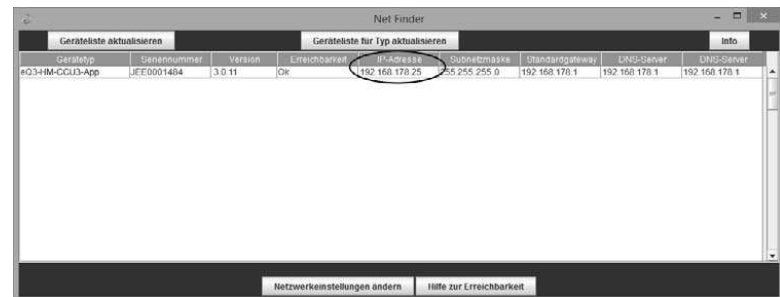 Net Finder
Geräteliste aktualisieren Geräteliste für Typ aktualisieren Info
Gerätetyp Seriennummer Version Erreichbarkeit IP-Adresse Subnetzmaske Standardgateway DNS-Server DNS-Server
eQ3-HM-CCU3-App JEE0001484 3.0.11 Ok 192.168.178.25 255.255.255.0 192.168.178.1 192.168.178.1 192.168.178.1
Netzwerkeinstellungen ändern Hilfe zur Erreichbarkeit